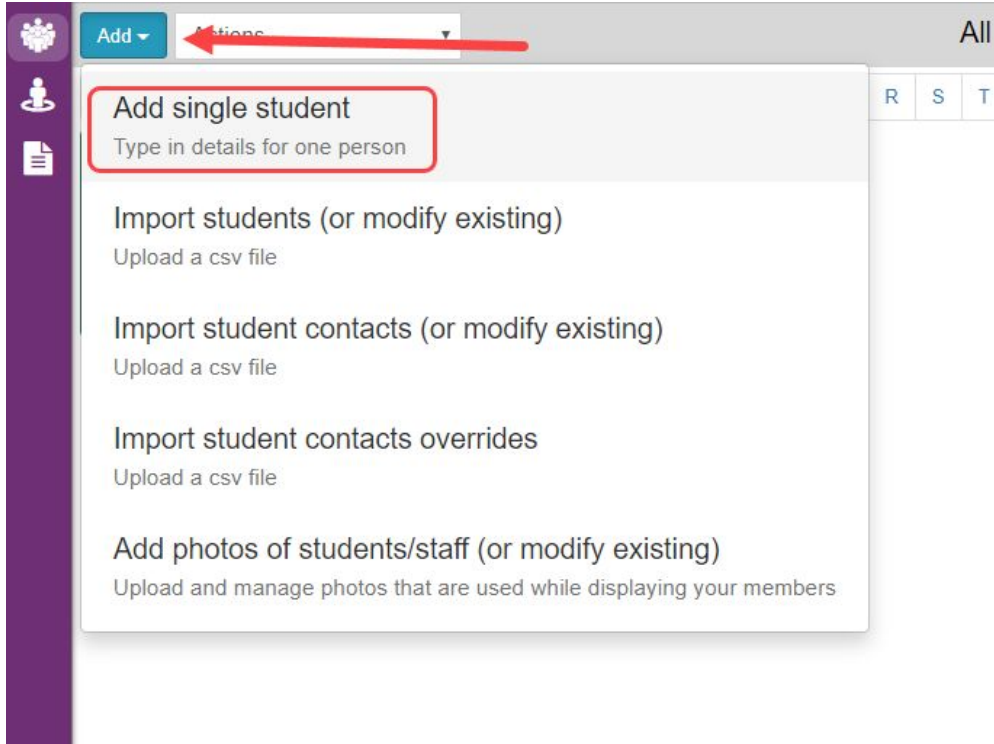 Add Actions All
R S T
Add single student
Type in details for one person
Import students (or modify existing)
Upload a csv file
Import student contacts (or modify existing)
Upload a csv file
Import student contacts overrides
Upload a csv file
Add photos of students/staff (or modify existing)
Upload and manage photos that are used while displaying your members